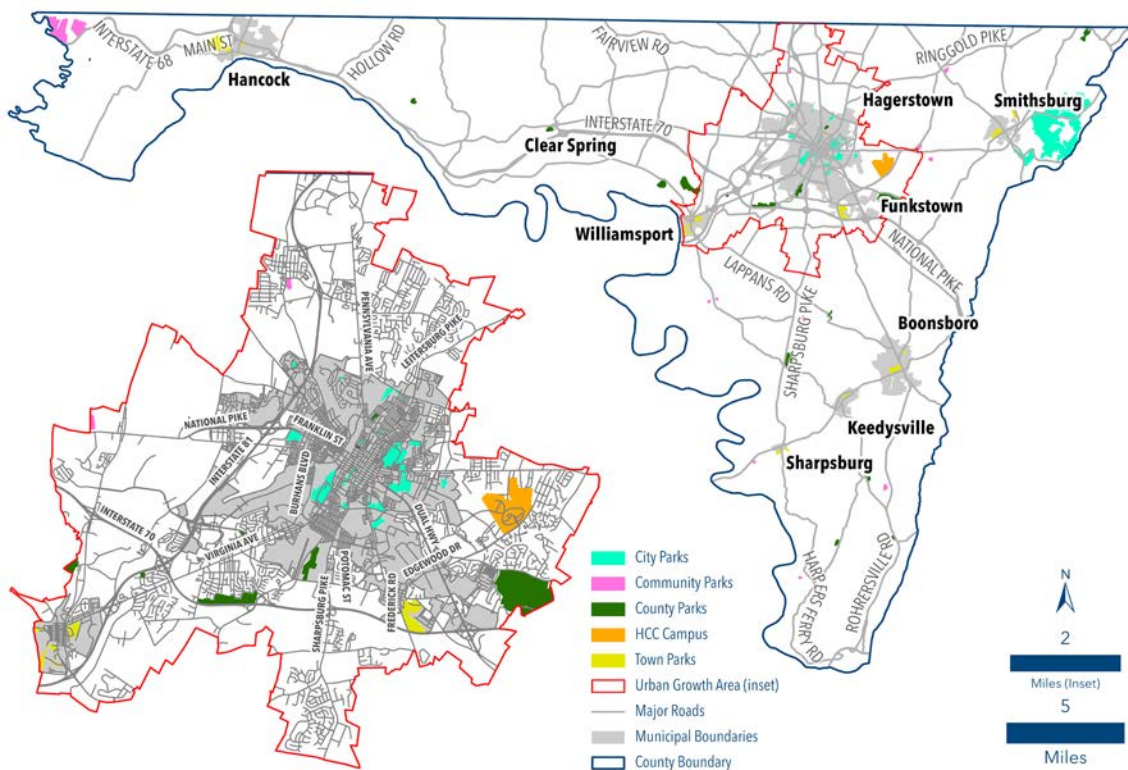 INTERSTATE 68
MAIN ST
Hancock
HOLLOW RD
FAIRVIEW RD
RINGGOLD PIKE
Hagerstown
Smithsburg
INTERSTATE 70
Clear Spring
Funkstown
Williamsport
NATIONAL PIKE
LAPPANS RD
SHARPSBURG PIKE
Boonsboro
Keedysville
Sharpsburg
HARPERS FERRY RD
ROHRERSVILLE RD
PENNSYLVANIA AVE
LEITERSBURG PIKE
NATIONAL PIKE
FRANKLIN ST
INTERSTATE 81
BURHANS BLVD
INTERSTATE 70
VIRGINIA AVE
DUAL HWY
EDGEWOOD DR
POTOMAC ST
SHARPSBURG PIKE
FREDERICK RD
City Parks
Community Parks
County Parks
HCC Campus
Town Parks
Urban Growth Area (inset)
Major Roads
Municipal Boundaries
County Boundary
N
2
Miles (Inset)
5
Miles